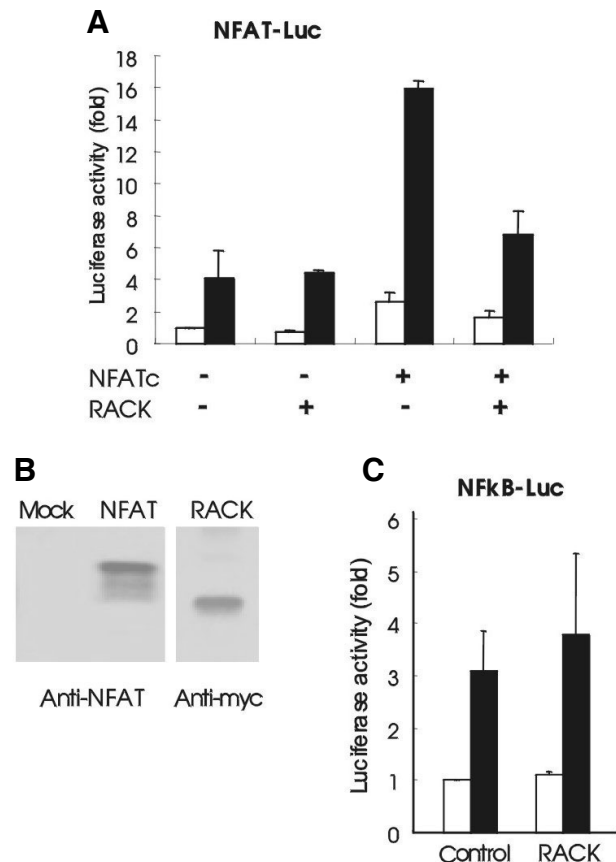 A
NFAT-Luc
Luciferase activity (fold)
18
16
14
12
10
8
6
4
2
0
NFATc - - + +
RACK - + - +
B
Mock NFAT RACK
Anti-NFAT Anti-myc
C
NFkB-Luc
Luciferase activity (fold)
6
5
4
3
2
1
0
Control RACK